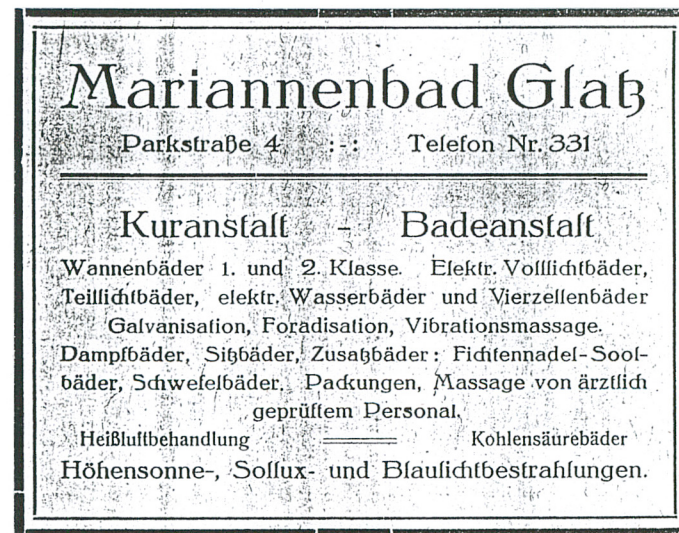 Mariannenbad Glatz
Parkstraße 4 :-: Telefon Nr. 331
Kuranstalt - Badeanstalt
Wannenbäder 1. und 2. Klasse. Elektr. Volllichtbäder,
Teillichtbäder, elektr. Wasserbäder und Vierzellenbäder
Galvanisation, Foradisation, Vibrationsmassage.
Dampfbäder, Sitzbäder, Zusatzbäder: Fichtennadel-Sool-
bäder, Schwefelbäder. Packungen, Massage von ärztlich
geprüftem Personal.
Heißluftbehandlung Kohlensäurebäder
Höhensonne-, Sollux- und Blaulichtbestrahlungen.